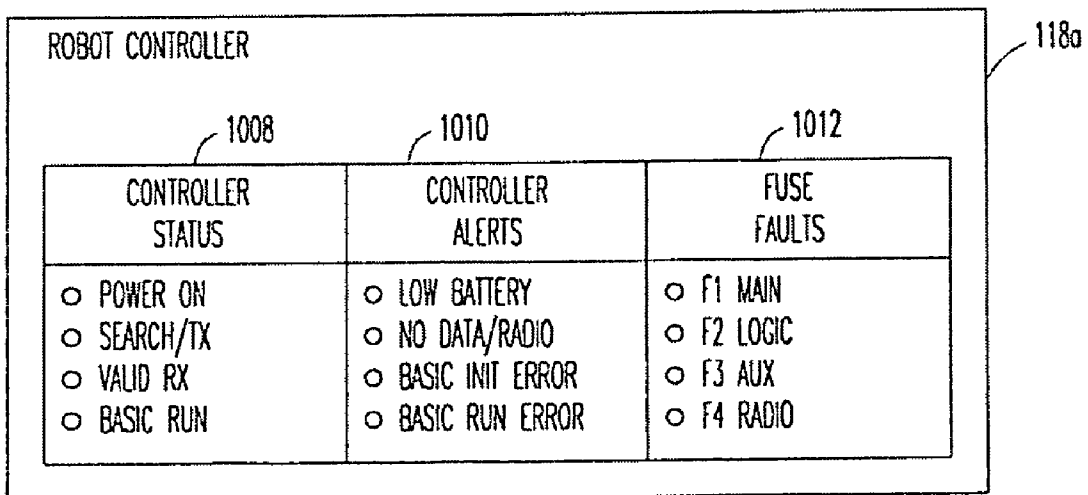 ROBOT CONTROLLER
118a
1008
1010
1012
CONTROLLER
STATUS
CONTROLLER
ALERTS
FUSE
FAULTS
POWER ON
SEARCH/TX
VALID RX
BASIC RUN
LOW BATTERY
NO DATA/RADIO
BASIC INIT ERROR
BASIC RUN ERROR
F1 MAIN
F2 LOGIC
F3 AUX
F4 RADIO